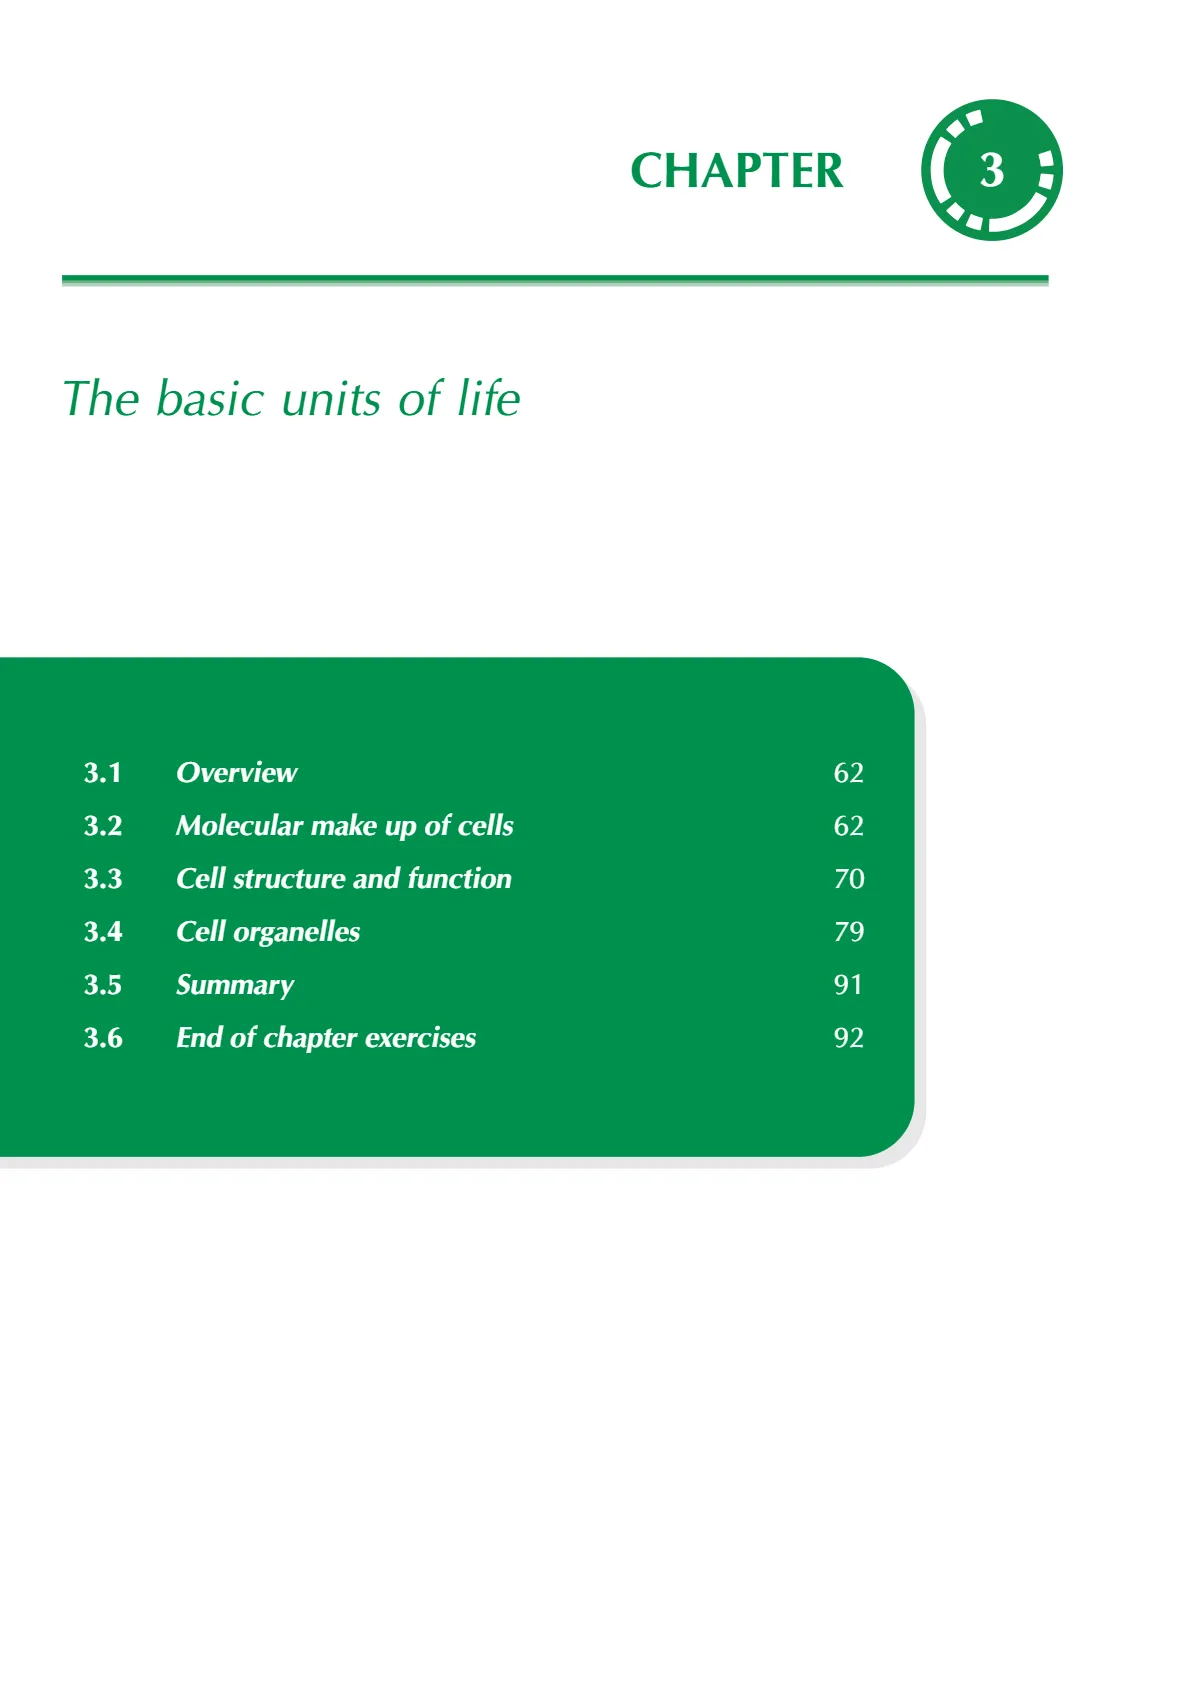 CHAPTER 3
The basic units of life
3.1 Overview 62
3.2 Molecular make up of cells 62
3.3 Cell structure and function 70
3.4 Cell organelles 79
3.5 Summary 91
3.6 End of chapter exercises 92